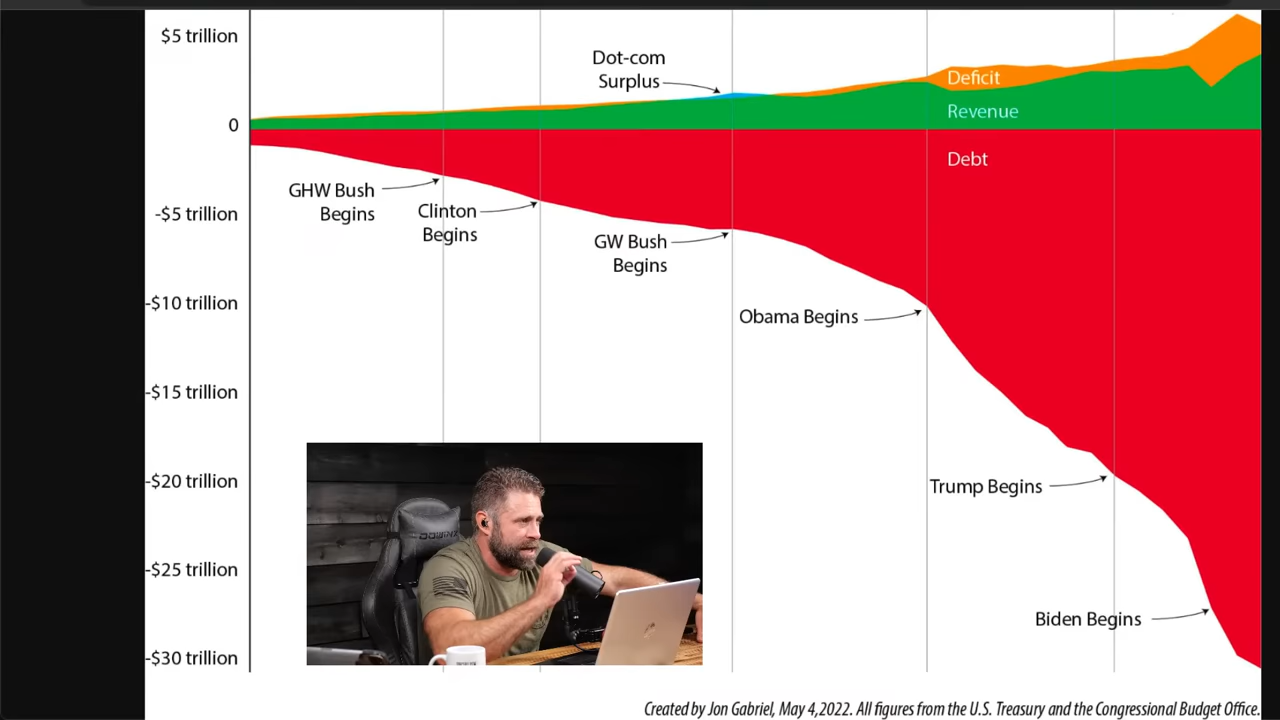 $5 trillion
Dot-com
Surplus
Deficit
Revenue
0
Debt
GHW Bush
Begins
-$5 trillion
Clinton
Begins
GW Bush
Begins
-$10 trillion
Obama Begins
-$15 trillion
-$20 trillion
Trump Begins
-$25 trillion
Biden Begins
-$30 trillion
Created by Jon Gabriel, May 4,2022. All figures from the U.S. Treasury and the Congressional Budget Office.